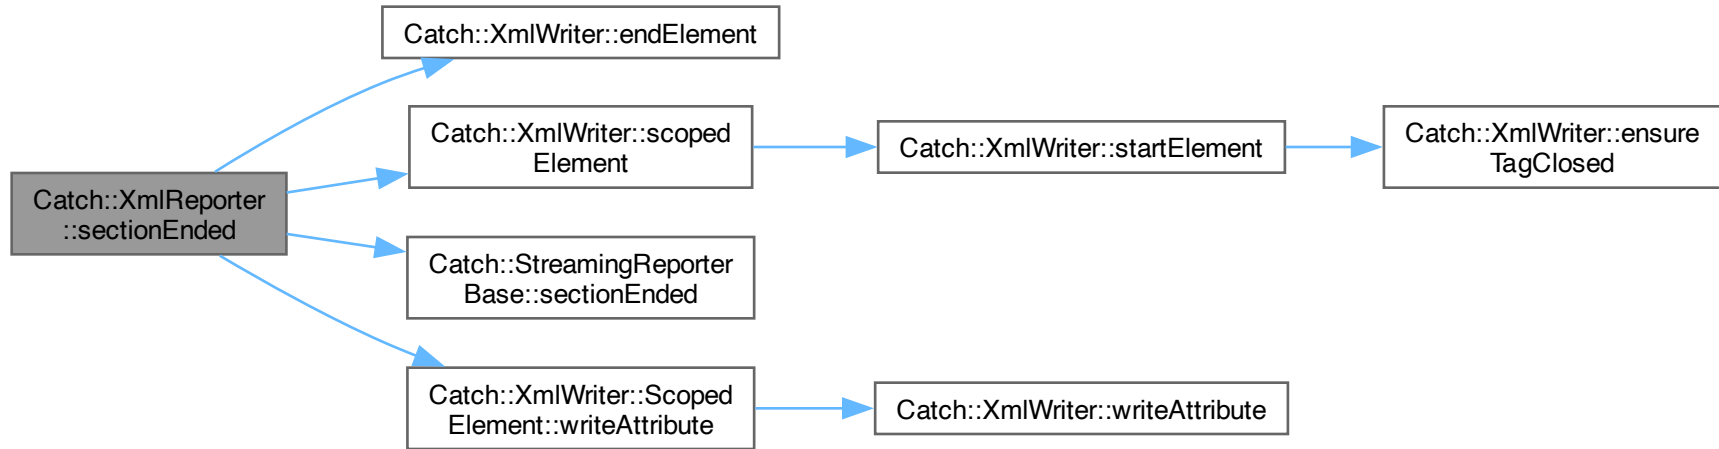 Catch::XmlReporter
::sectionEnded
Catch::XmlWriter::endElement
Catch::XmlWriter::scoped
Element
Catch::XmlWriter::startElement
Catch::XmlWriter::ensure
TagClosed
Catch::StreamingReporter
Base::sectionEnded
Catch::XmlWriter::Scoped
Element::writeAttribute
Catch::XmlWriter::writeAttribute